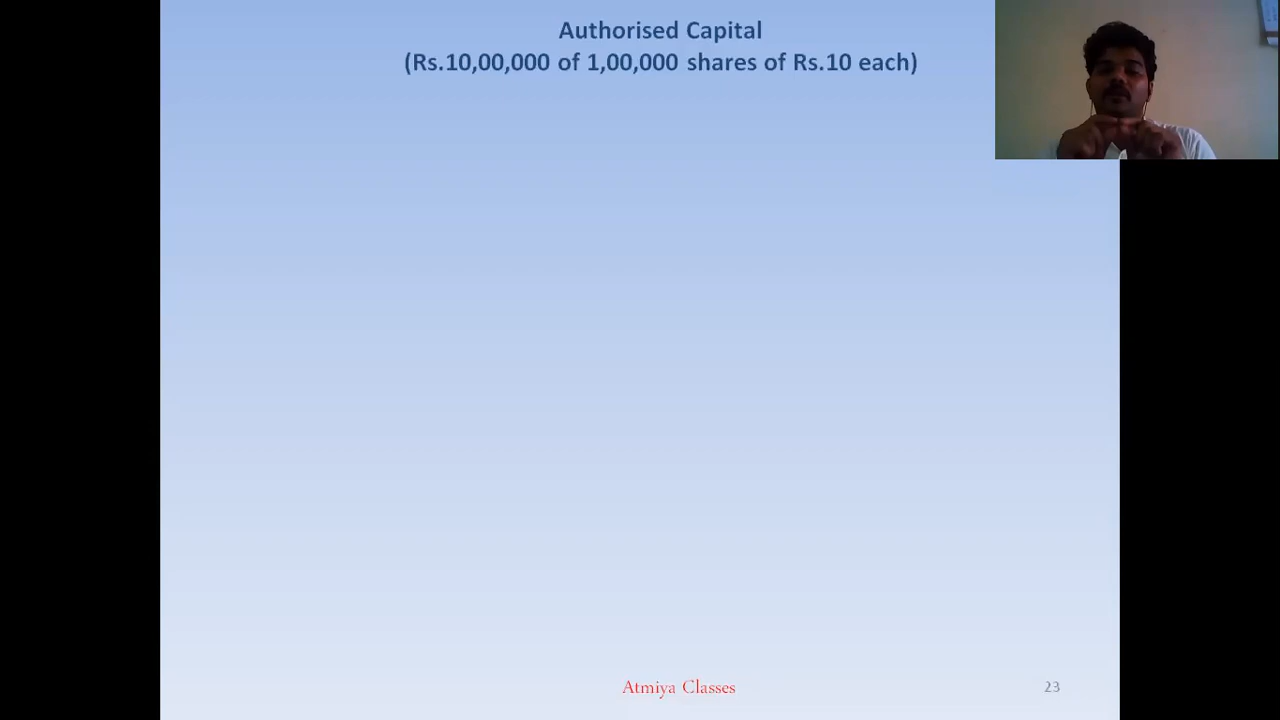 Authorised Capital
(Rs.10,00,000 of 1,00,000 shares of Rs.10 each)
Atmiya Classes
23